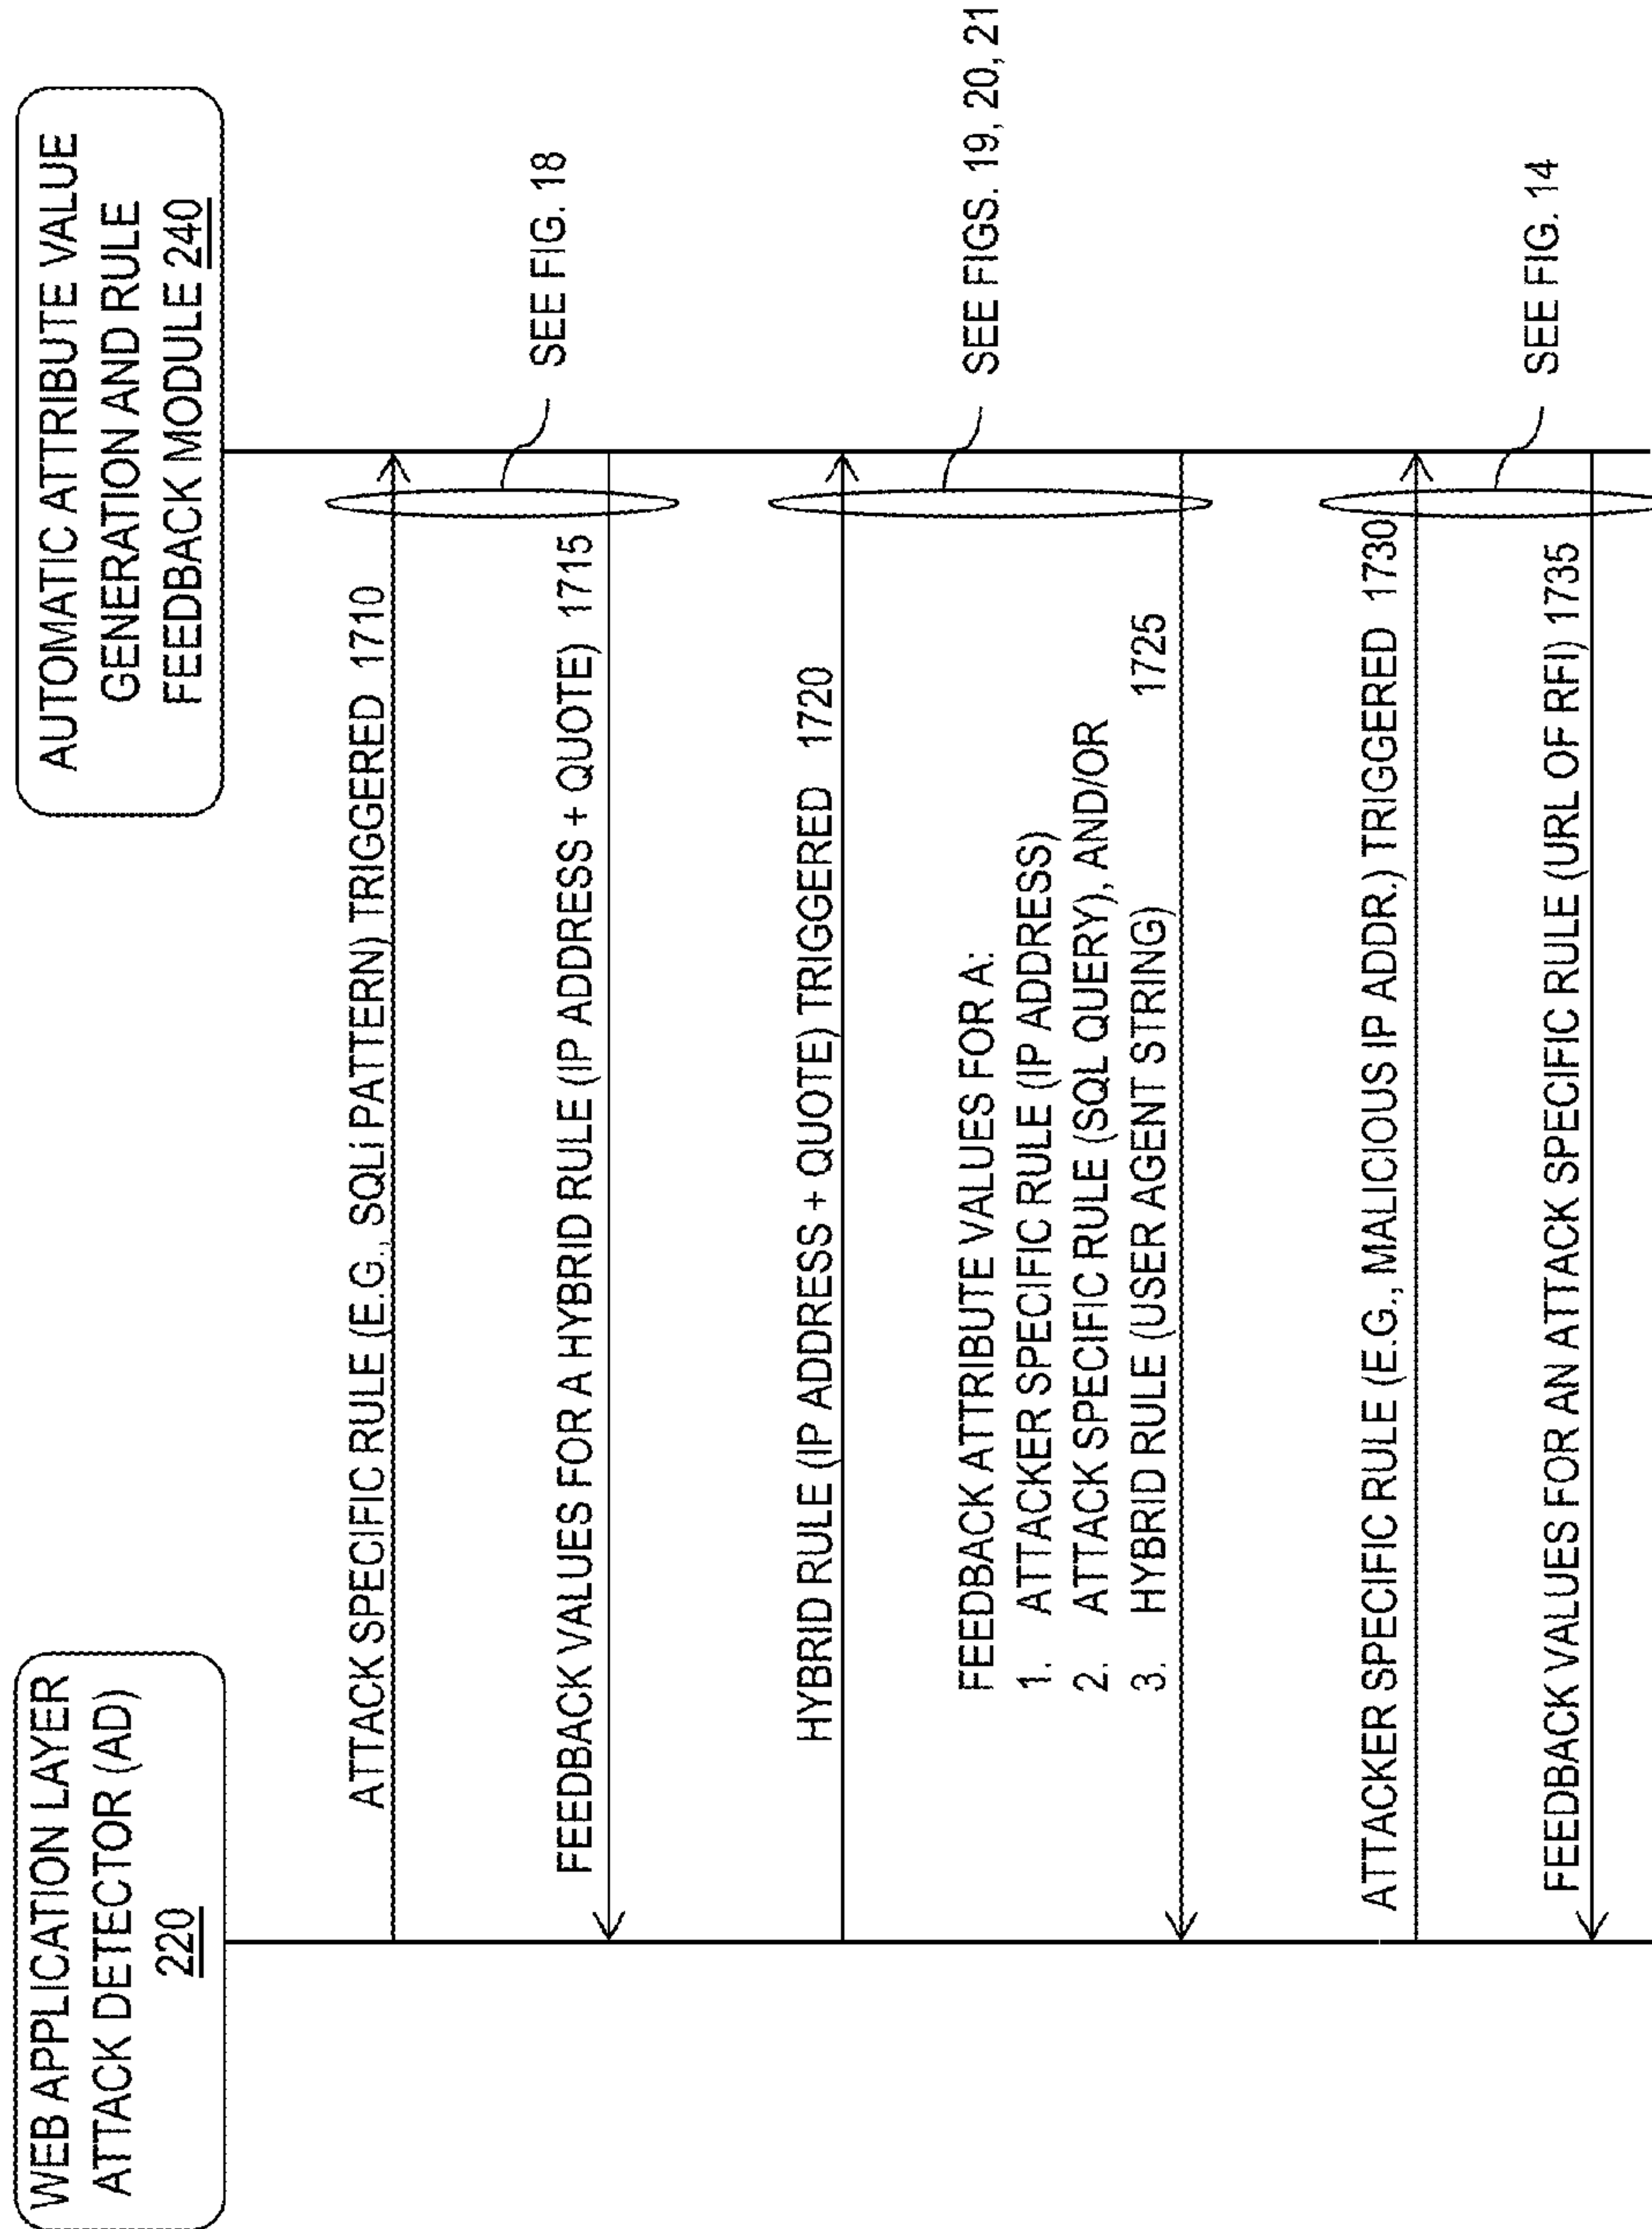 WEB APPLICATION LAYER
ATTACK DETECTOR (AD)
220
AUTOMATIC ATTRIBUTE VALUE
GENERATION AND RULE
FEEDBACK MODULE 240
ATTACK SPECIFIC RULE (E.G., SQLi PATTERN) TRIGGERED 1710
SEE FIG. 18
FEEDBACK VALUES FOR A HYBRID RULE (IP ADDRESS + QUOTE) 1715
HYBRID RULE (IP ADDRESS + QUOTE) TRIGGERED 1720
SEE FIGS. 19, 20, 21
FEEDBACK ATTRIBUTE VALUES FOR A:
1. ATTACKER SPECIFIC RULE (IP ADDRESS)
2. ATTACK SPECIFIC RULE (SQL QUERY), AND/OR
3. HYBRID RULE (USER AGENT STRING) 1725
ATTACKER SPECIFIC RULE (E.G., MALICIOUS IP ADDR.) TRIGGERED 1730
SEE FIG. 14
FEEDBACK VALUES FOR AN ATTACK SPECIFIC RULE (URL OF RFI) 1735